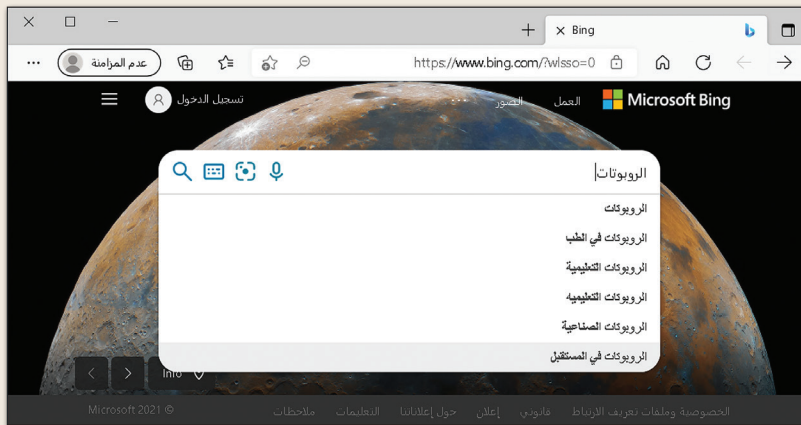 Bing
https://www.bing.com/?wlsso=0
عدم المزامنة
Microsoft Bing
العمل
الصور
تسجيل الدخول
الروبوتات
الروبوتات
الروبوتات في الطب
الروبوتات التعليمية
الروبوتات التعليميه
الروبوتات الصناعية
الروبوتات في المستقبل
Info
الخصوصية وملفات تعريف الارتباط قانوني إعلان حول إعلاناتنا التعليمات ملاحظات
Microsoft 2021 ©